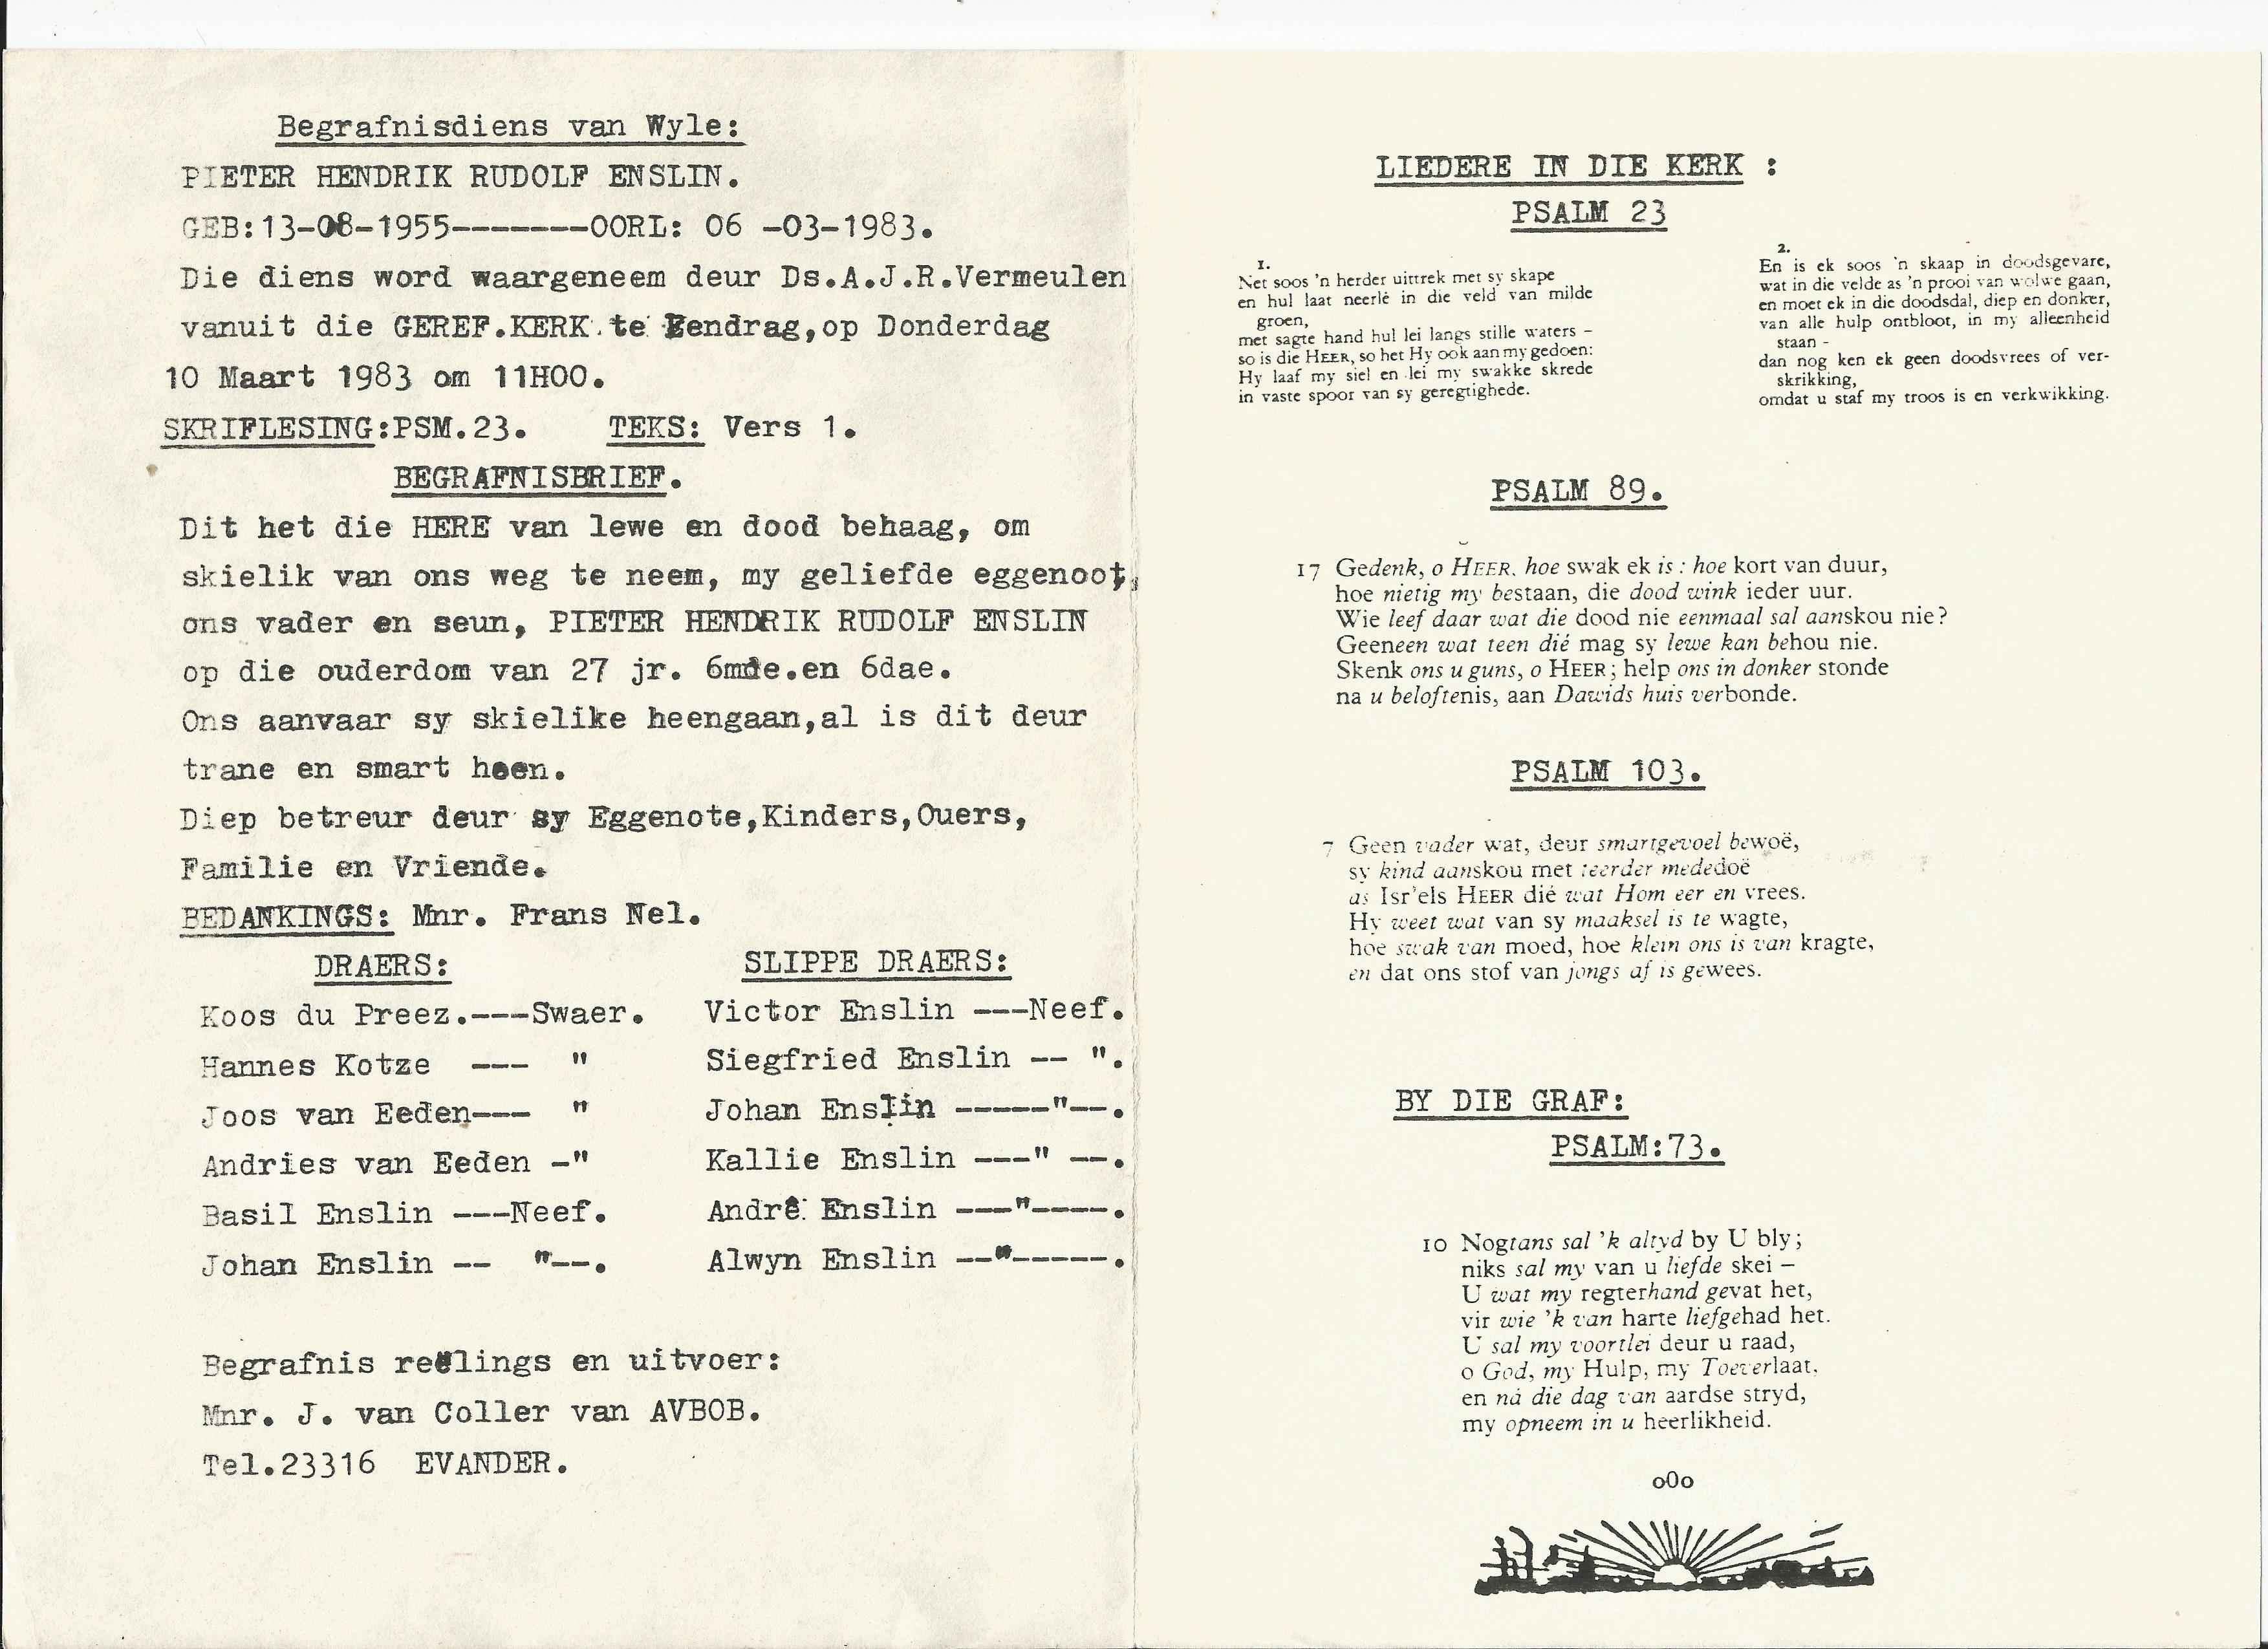 Begrafnisdiens van Wyle:
PIETER HENDRIK RUDOLF ENSLIN.
GEB:13-08-1955-------OORL: 06 -03-1983.
Die diens word waargeneem deur Ds.A.J.R.Vermeulen
vanuit die GEREF.KERK te Eendrag,op Donderdag
10 Maart 1983 om 11H00.
SKRIFLESING:PSM.23. TEKS: Vers 1.
BEGRAFNISBRIEF.
Dit het die HERE van lewe en dood behaag, om
skielik van ons weg te neem, my geliefde eggenoot,
ons vader en seun, PIETER HENDRIK RUDOLF ENSLIN
op die ouderdom van 27 jr. 6mde.en 6dae.
Ons aanvaar sy skielike heengaan,al is dit deur
trane en smart heen.
Diep betreur deur sy Eggenote,Kinders,Ouers,
Familie en Vriende.
BEDANKINGS: Mnr. Frans Nel.
DRAERS: SLIPPE DRAERS:
Koos du Preez.---Swaer. Victor Enslin ---Neef.
Hannes Kotze --- " Siegfried Enslin -- ".
Joos van Eeden--- " Johan Enslin -----"--.
Andries van Eeden -" Kallie Enslin ---" --.
Basil Enslin ---Neef. André Enslin ---"----.
Johan Enslin -- "--. Alwyn Enslin --"-----.
Begrafnis reëlings en uitvoer:
Mnr. J. van Coller van AVBOB.
Tel.23316 EVANDER.
LIEDERE IN DIE KERK :
PSALM 23
1.
Net soos 'n herder uittrek met sy skape
en hul laat neerlê in die veld van milde
groen,
met sagte hand hul lei langs stille waters –
so is die HEER, so het Hy ook aan my gedoen:
Hy laaf my siel en lei my swakke skrede
in vaste spoor van sy geregtighede.
2.
En is ek soos 'n skaap in doodsgevare,
wat in die velde as 'n prooi van wolwe gaan,
en moet ek in die doodsdal, diep en donker,
van alle hulp ontbloot, in my alleenheid
staan -
dan nog ken ek geen doodsvrees of ver-
skrikking,
omdat u staf my troos is en verkwikking.
PSALM 89.
17 Gedenk, o HEER, hoe swak ek is : hoe kort van duur,
hoe nietig my bestaan, die dood wink ieder uur.
Wie leef daar wat die dood nie eenmaal sal aanskou nie?
Geeneen wat teen dié mag sy lewe kan behou nie.
Skenk ons u guns, o HEER; help ons in donker stonde
na u beloftenis, aan Dawids huis verbonde.
PSALM 103.
7 Geen vader wat, deur smartgevoel bewoë,
sy kind aanskou met teerder mededoë
as Isr'els HEER dié wat Hom eer en vrees.
Hy weet wat van sy maaksel is te wagte,
hoe swak van moed, hoe klein ons is van kragte,
en dat ons stof van jongs af is gewees.
BY DIE GRAF:
PSALM:73.
10 Nogtans sal 'k altyd by U bly;
niks sal my van u liefde skei –
U wat my regterhand gevat het,
vir wie 'k van harte liefgehad het.
U sal my voortlei deur u raad,
o God, my Hulp, my Toeverlaat,
en ná die dag van aardse stryd,
my opneem in u heerlikheid.
oOo